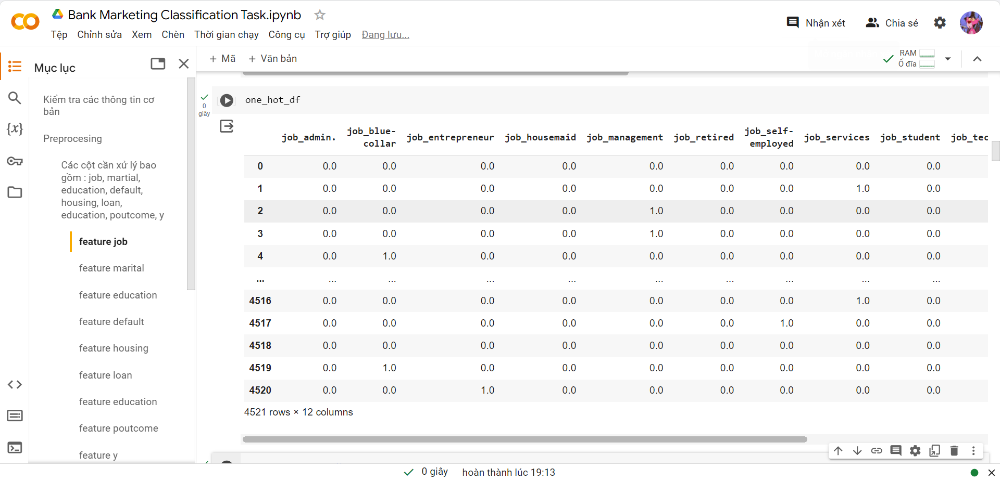 Bank Marketing Classification Task.ipynb
Tệp Chỉnh sửa Xem Chèn Thời gian chạy Công cụ Trợ giúp Đang lưu...
Nhận xét Chia sẻ
+ Mã + Văn bản
RAM
Ổ đĩa
Mục lục
Kiểm tra các thông tin cơ
bản
Preprocesing
Các cột cần xử lý bao
gồm : job, martial,
education, default,
housing, loan,
education, poutcome, y
feature job
feature marital
feature education
feature default
feature housing
feature loan
feature education
feature poutcome
feature y
{x}
0
giây
one_hot_df
job_admin. job_blue-collar job_entrepreneur job_housemaid job_management job_retired job_self-employed job_services job_student job_tec
0 0.0 0.0 0.0 0.0 0.0 0.0 0.0 0.0 0.0
1 0.0 0.0 0.0 0.0 0.0 0.0 0.0 1.0 0.0
2 0.0 0.0 0.0 0.0 1.0 0.0 0.0 0.0 0.0
3 0.0 0.0 0.0 0.0 1.0 0.0 0.0 0.0 0.0
4 0.0 1.0 0.0 0.0 0.0 0.0 0.0 0.0 0.0
... ... ... ... ... ... ... ... ... ...
4516 0.0 0.0 0.0 0.0 0.0 0.0 0.0 1.0 0.0
4517 0.0 0.0 0.0 0.0 0.0 0.0 1.0 0.0 0.0
4518 0.0 0.0 0.0 0.0 0.0 0.0 0.0 0.0 0.0
4519 0.0 1.0 0.0 0.0 0.0 0.0 0.0 0.0 0.0
4520 0.0 0.0 1.0 0.0 0.0 0.0 0.0 0.0 0.0
4521 rows × 12 columns
0 giây hoàn thành lúc 19:13